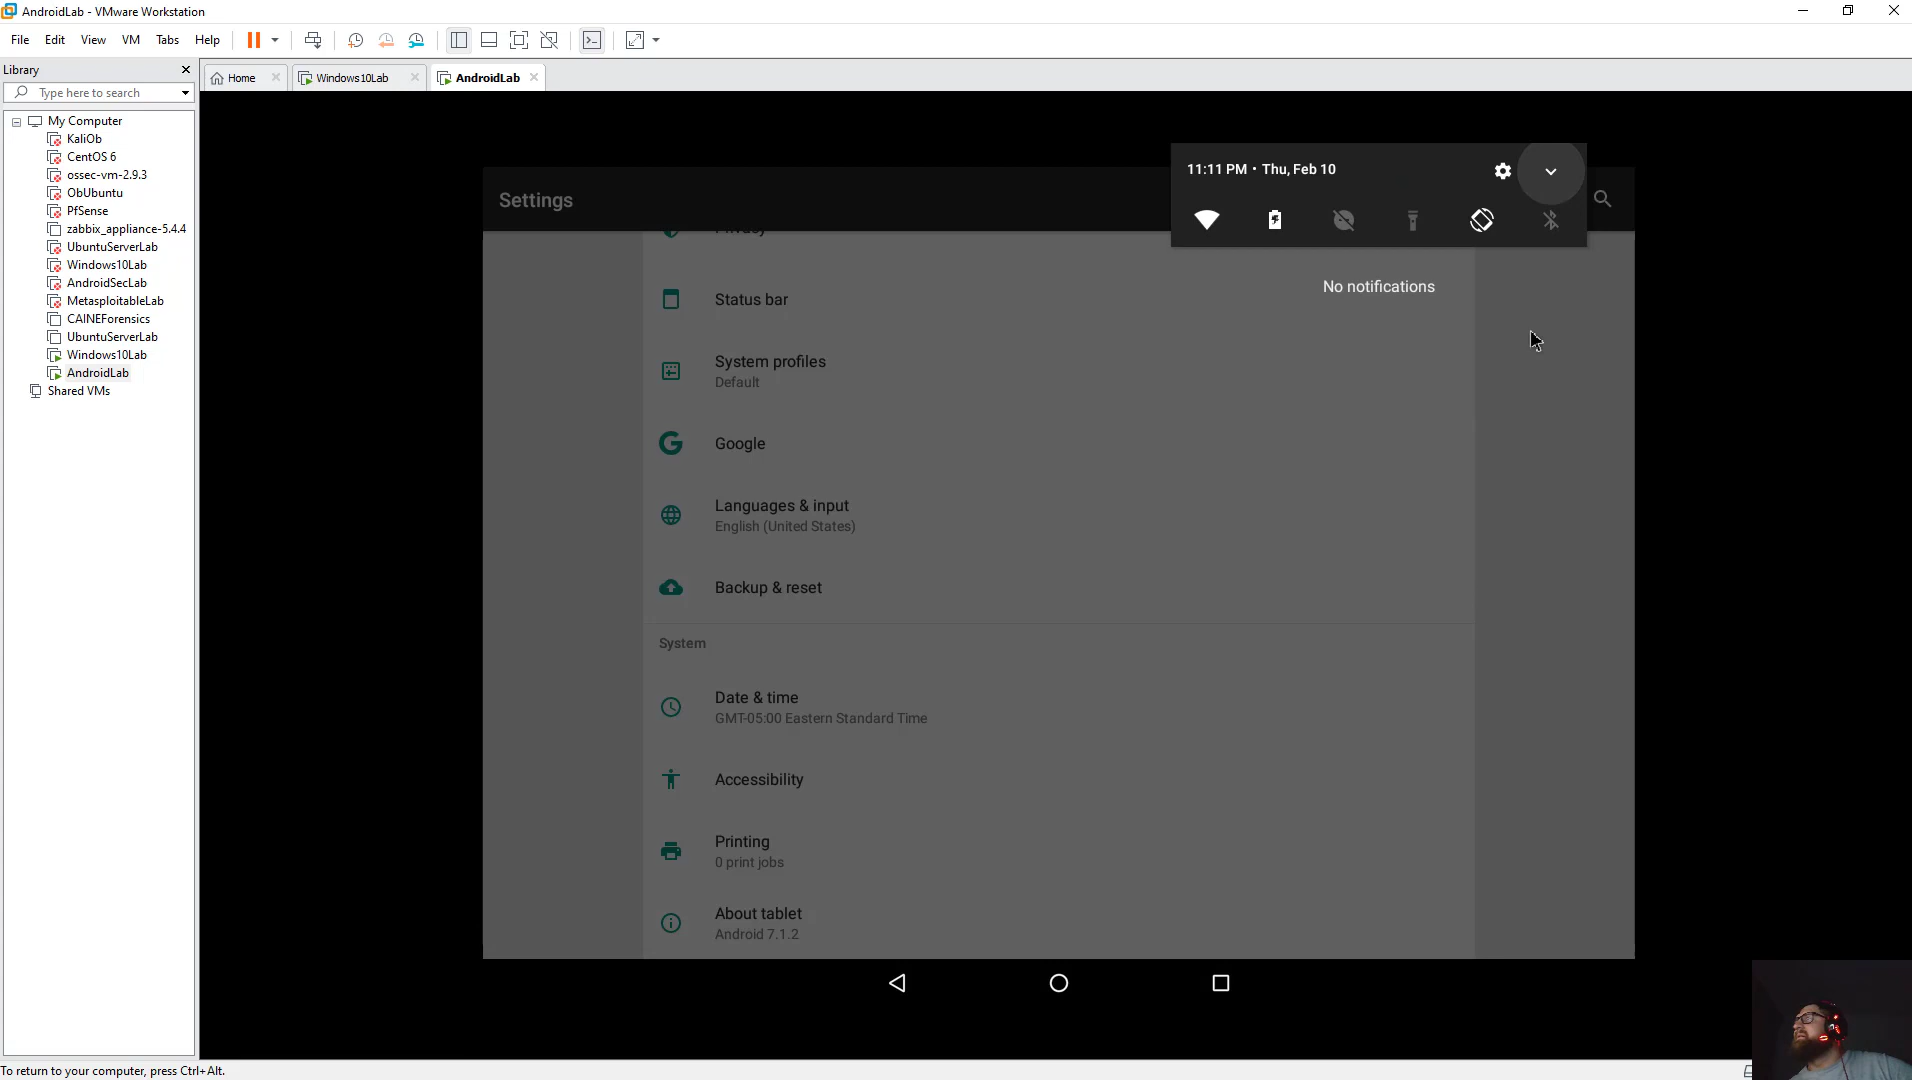 AndroidLab - VMware Workstation
File Edit View VM Tabs Help
Library
Type here to search
Home
Windows10Lab
AndroidLab
My Computer
KaliOb
CentOS 6
ossec-vm-2.9.3
ObUbuntu
PfSense
zabbix_appliance-5.4.4
UbuntuServerLab
Windows10Lab
AndroidSecLab
MetasploitableLab
CAINEForensics
UbuntuServerLab
Windows10Lab
AndroidLab
Shared VMs
11:11 PM • Thu, Feb 10
No notifications
Settings
Privacy
Status bar
System profiles
Default
Google
Languages & input
English (United States)
Backup & reset
System
Date & time
GMT-05:00 Eastern Standard Time
Accessibility
Printing
0 print jobs
About tablet
Android 7.1.2
To return to your computer, press Ctrl+Alt.